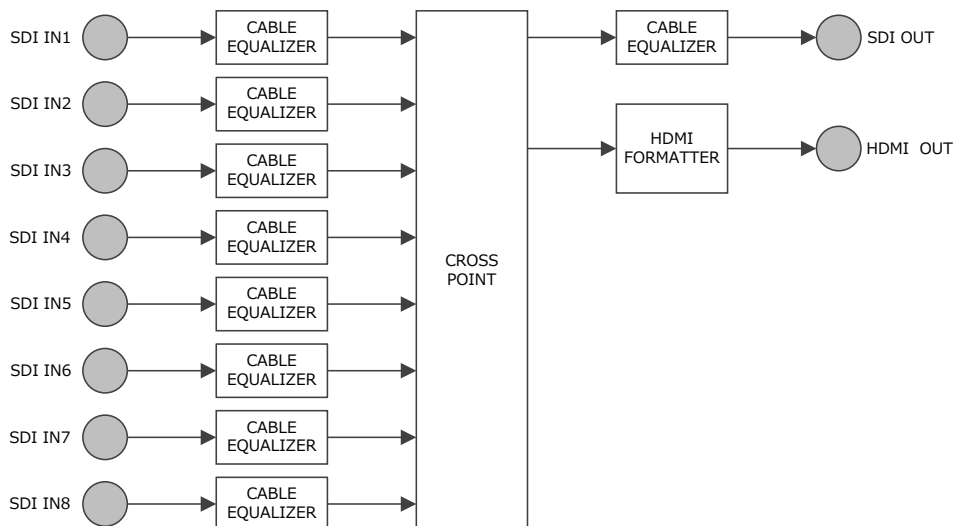 SDI IN1
CABLE
EQUALIZER
CABLE
EQUALIZER
SDI OUT
SDI IN2
CABLE
EQUALIZER
HDMI
FORMATTER
HDMI OUT
SDI IN3
CABLE
EQUALIZER
SDI IN4
CABLE
EQUALIZER
CROSS
POINT
SDI IN5
CABLE
EQUALIZER
SDI IN6
CABLE
EQUALIZER
SDI IN7
CABLE
EQUALIZER
SDI IN8
CABLE
EQUALIZER